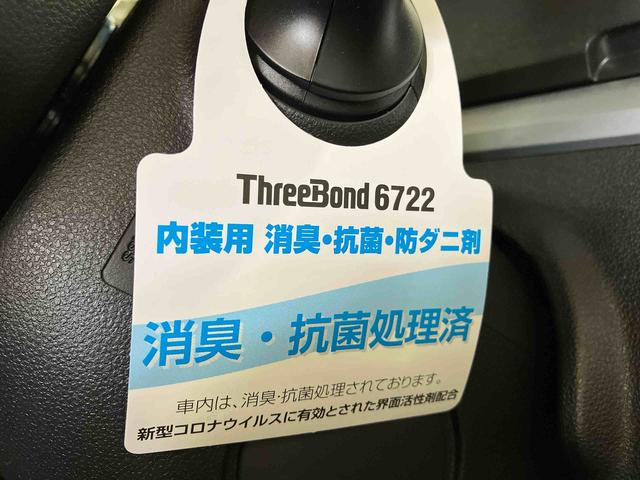 ThreeBond 6722
内装用 消臭・抗菌・防ダニ剤
消臭・抗菌処理済
車内は、消臭・抗菌処理されております。
新型コロナウイルスに有効とされた界面活性剤配合